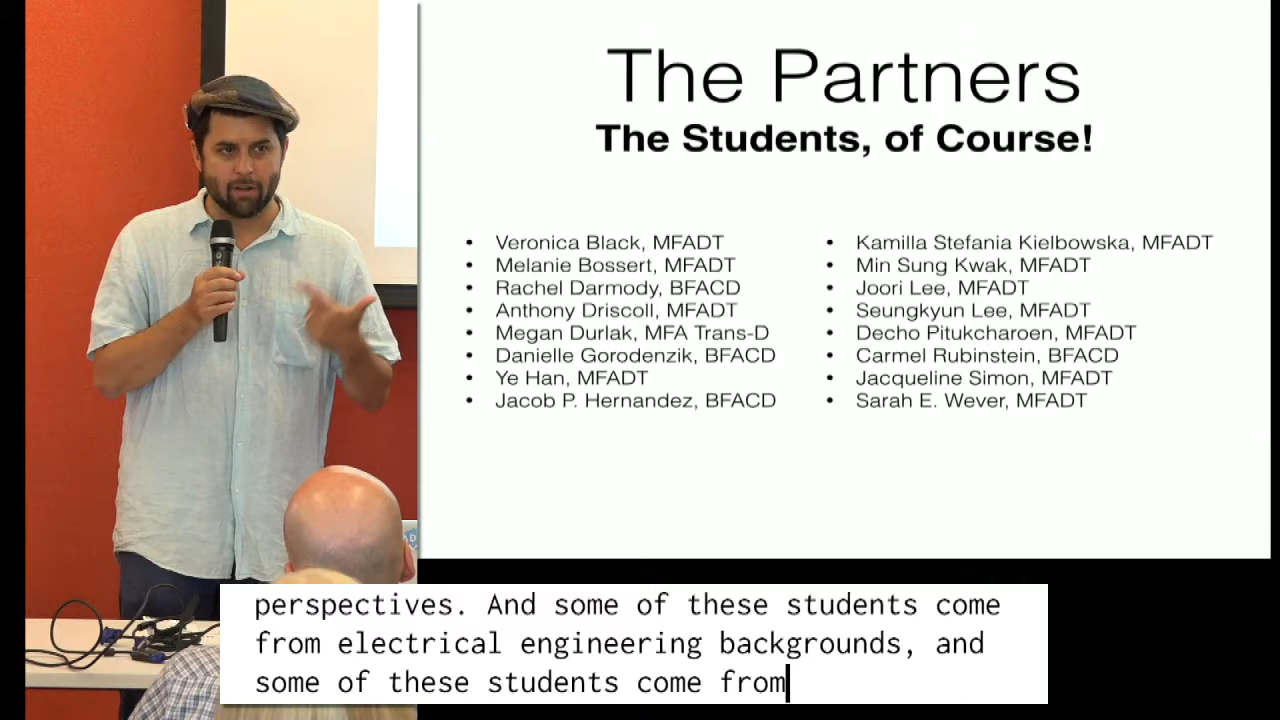 The Partners
The Students, of Course!
• Veronica Black, MFADT
• Melanie Bossert, MFADT
• Rachel Darmody, BFACD
• Anthony Driscoll, MFADT
• Megan Durlak, MFA Trans-D
• Danielle Gorodenzik, BFACD
• Ye Han, MFADT
• Jacob P. Hernandez, BFACD
• Kamilla Stefania Kielbowska, MFADT
• Min Sung Kwak, MFADT
• Joori Lee, MFADT
• Seungkyun Lee, MFADT
• Decho Pitukcharoen, MFADT
• Carmel Rubinstein, BFACD
• Jacqueline Simon, MFADT
• Sarah E. Wever, MFADT
perspectives. And some of these students come
from electrical engineering backgrounds, and
some of these students come from